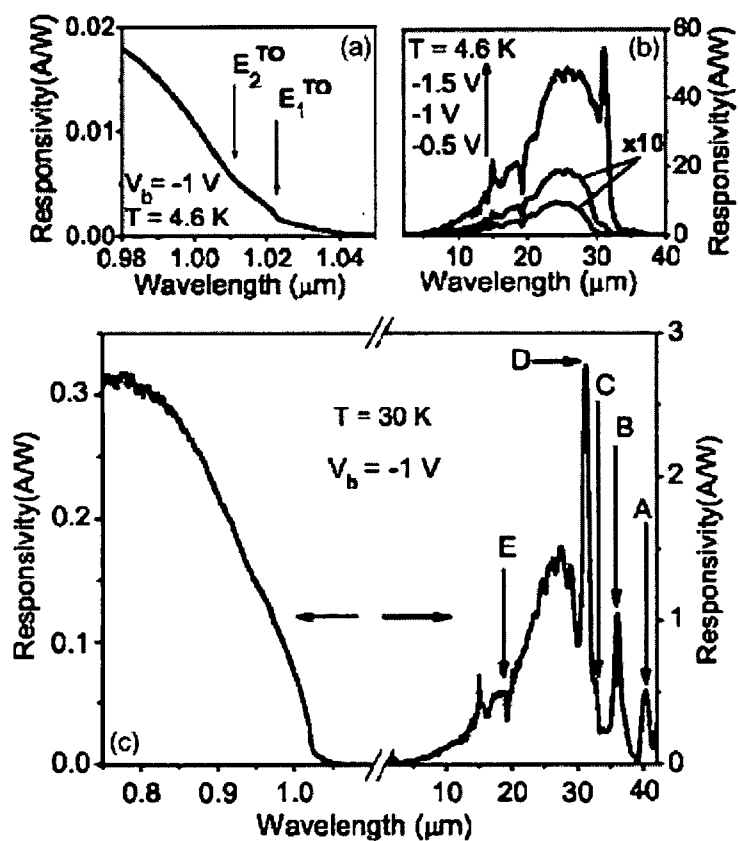 (a)
Responsivity(A/W)
0.02
0.01
0.00
E₂ᵀᴼ
E₁ᵀᴼ
V_b = -1 V
T = 4.6 K
0.98 1.00 1.02 1.04
Wavelength (μm)
(b)
T = 4.6 K
-1.5 V
-1 V
-0.5 V
x10
60
40
20
0
Responsivity(A/W)
10 20 30 40
Wavelength (μm)
(c)
Responsivity(A/W)
0.3
0.2
0.1
0.0
T = 30 K
V_b = -1 V
D
C
B
A
E
3
2
1
0
Responsivity(A/W)
0.8 0.9 1.0 10 20 30 40
Wavelength (μm)